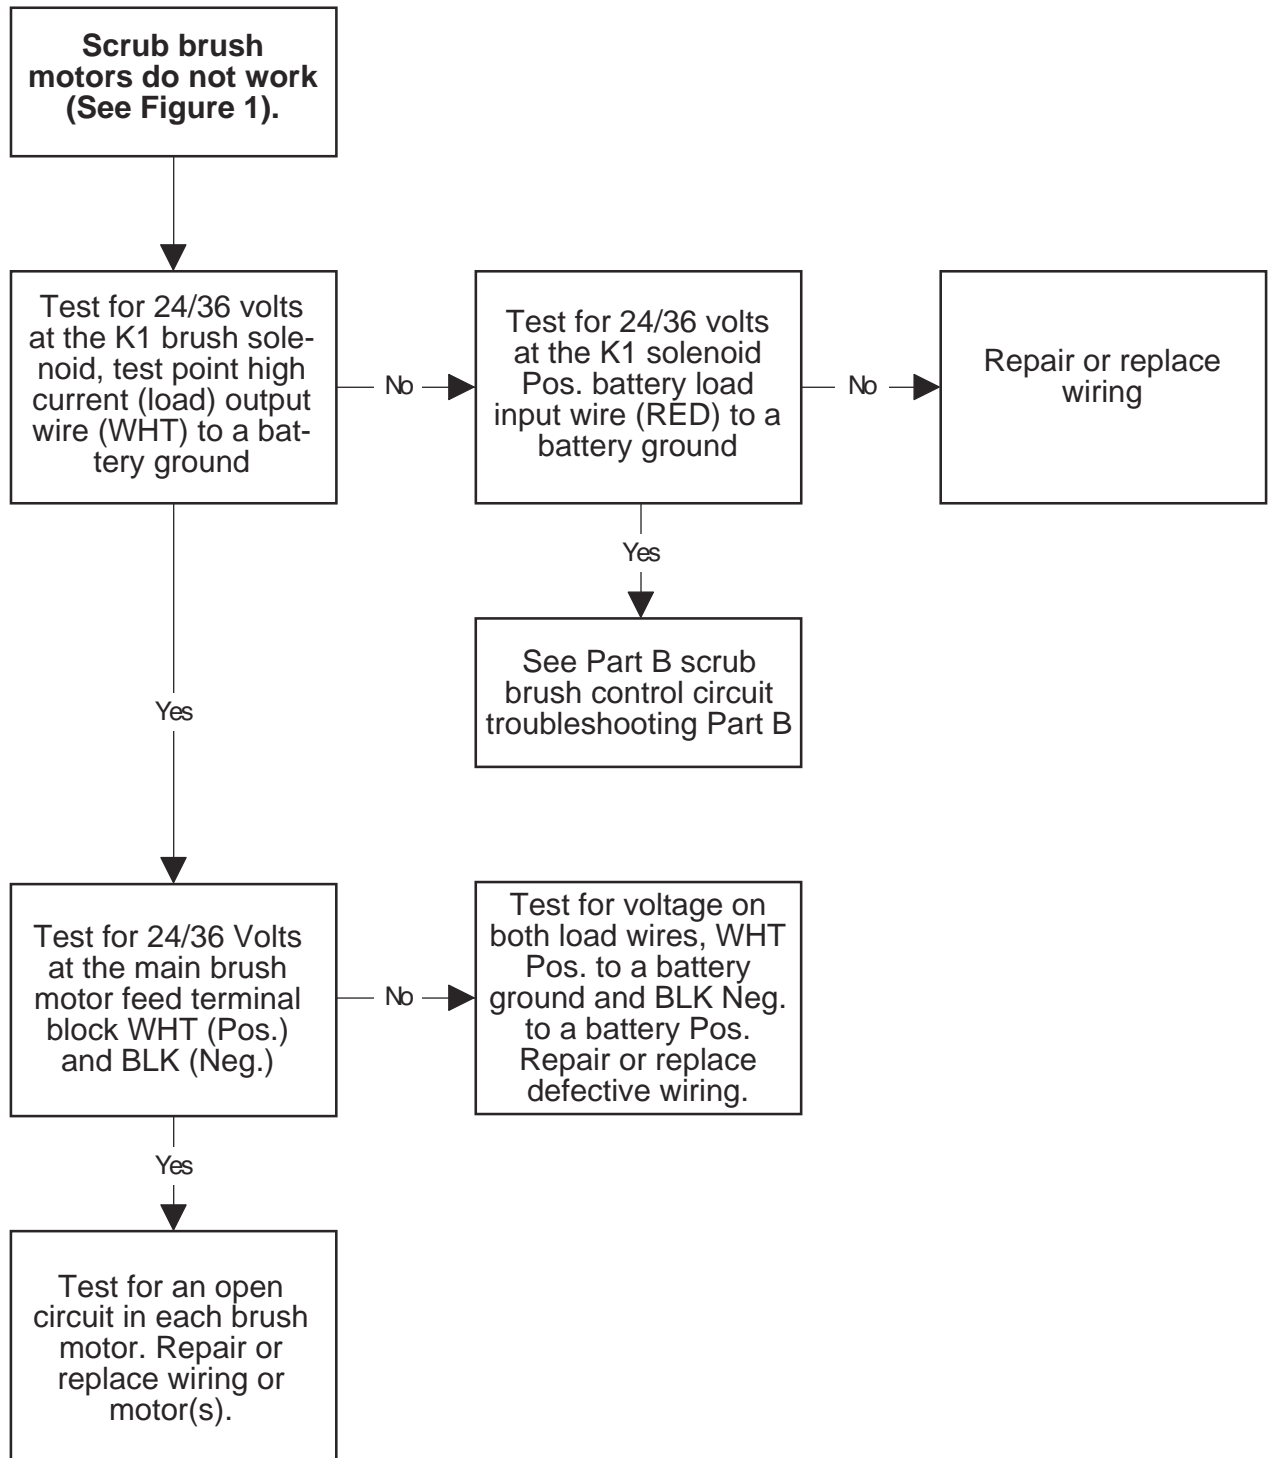 Scrub brush
motors do not work
(See Figure 1).
Test for 24/36 volts
at the K1 brush sole-
noid, test point high
current (load) output
wire (WHT) to a bat-
tery ground
No
Test for 24/36 volts
at the K1 solenoid
Pos. battery load
input wire (RED) to a
battery ground
No
Repair or replace
wiring
Yes
See Part B scrub
brush control circuit
troubleshooting Part B
Yes
Test for 24/36 Volts
at the main brush
motor feed terminal
block WHT (Pos.)
and BLK (Neg.)
No
Test for voltage on
both load wires, WHT
Pos. to a battery
ground and BLK Neg.
to a battery Pos.
Repair or replace
defective wiring.
Yes
Test for an open
circuit in each brush
motor. Repair or
replace wiring or
motor(s).